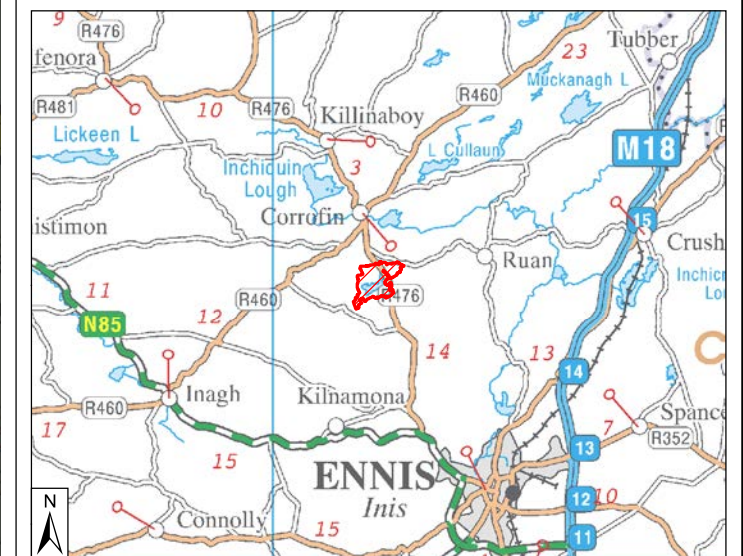 9
R476
Tubber
fenora
23
Muckanagh L
R460
R481
10
R476
Killinaboy
Lickeen L
L Cullaun
M18
Inchiquin
Lough
3
Corrofin
15
istimon
Crush
Ruan
Inchicr
Lo
11
R460
R476
N85
12
14
13
C
14
Inagh
Kilnamona
R460
Spance
7
R352
17
13
15
ENNIS
Inis
12
10
N
Connolly
15
11